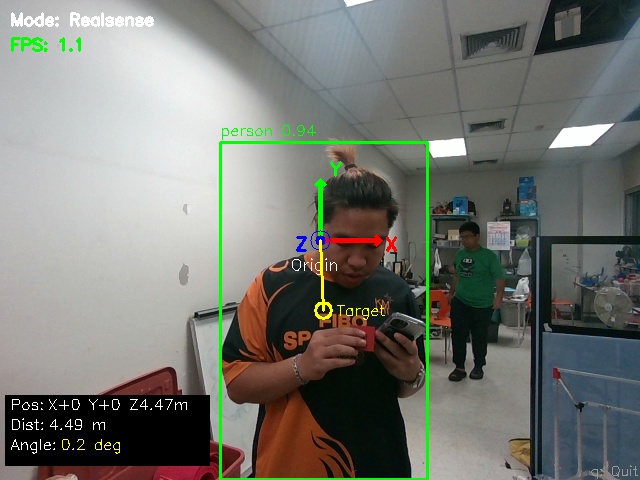 Mode: Realsense
FPS: 1.1
person 0.94
Y
Z
X
Origin
Target
FIBO
Pos: X+0 Y+0 Z4.47m
Dist: 4.49 m
Angle: 0.2 deg
q: Quit